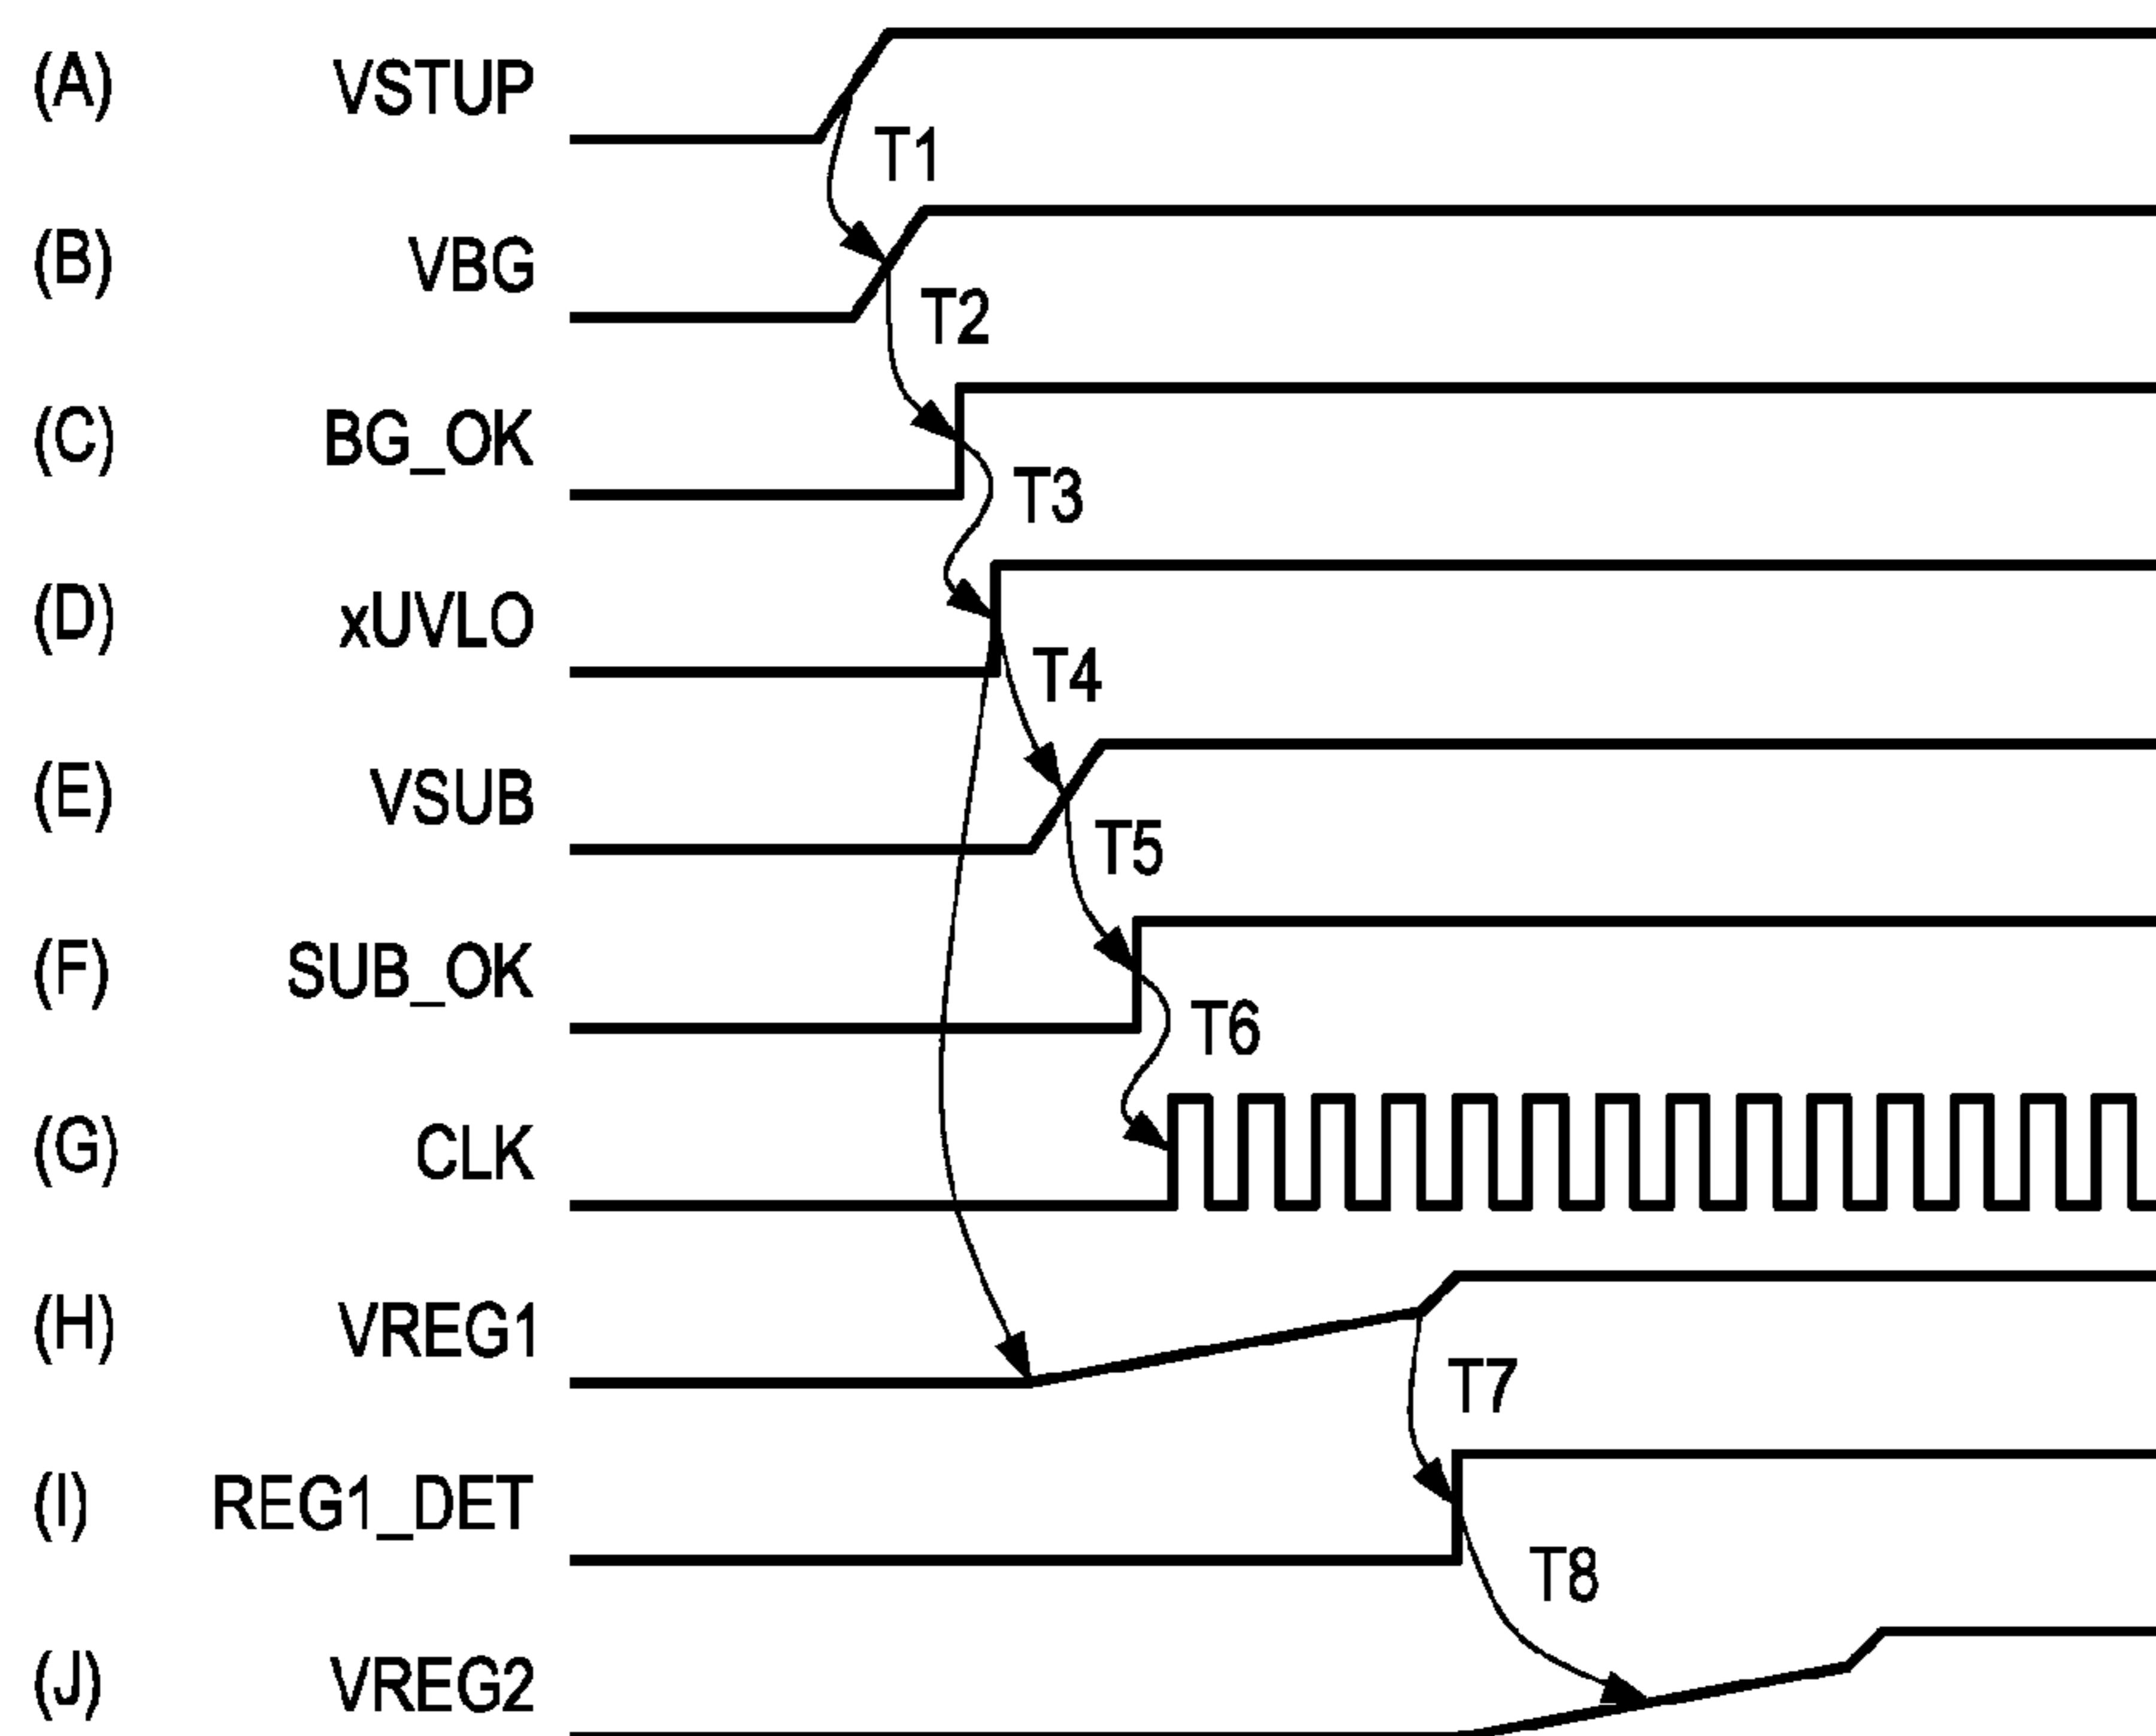 (A) VSTUP
T1
(B) VBG
T2
(C) BG_OK
T3
(D) xUVLO
T4
(E) VSUB
T5
(F) SUB_OK
T6
(G) CLK
(H) VREG1
T7
(I) REG1_DET
T8
(J) VREG2